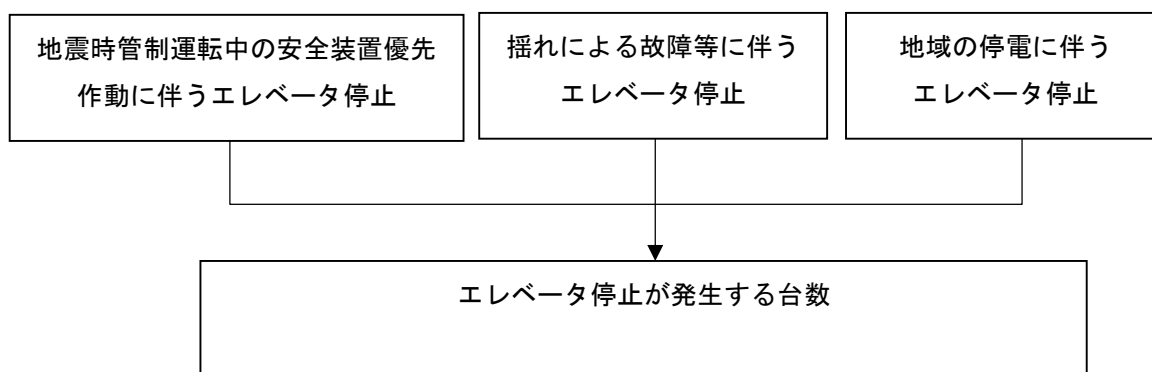 地震時管制運転中の安全装置優先
作動に伴うエレベータ停止
揺れによる故障等に伴う
エレベータ停止
地域の停電に伴う
エレベータ停止
エレベータ停止が発生する台数